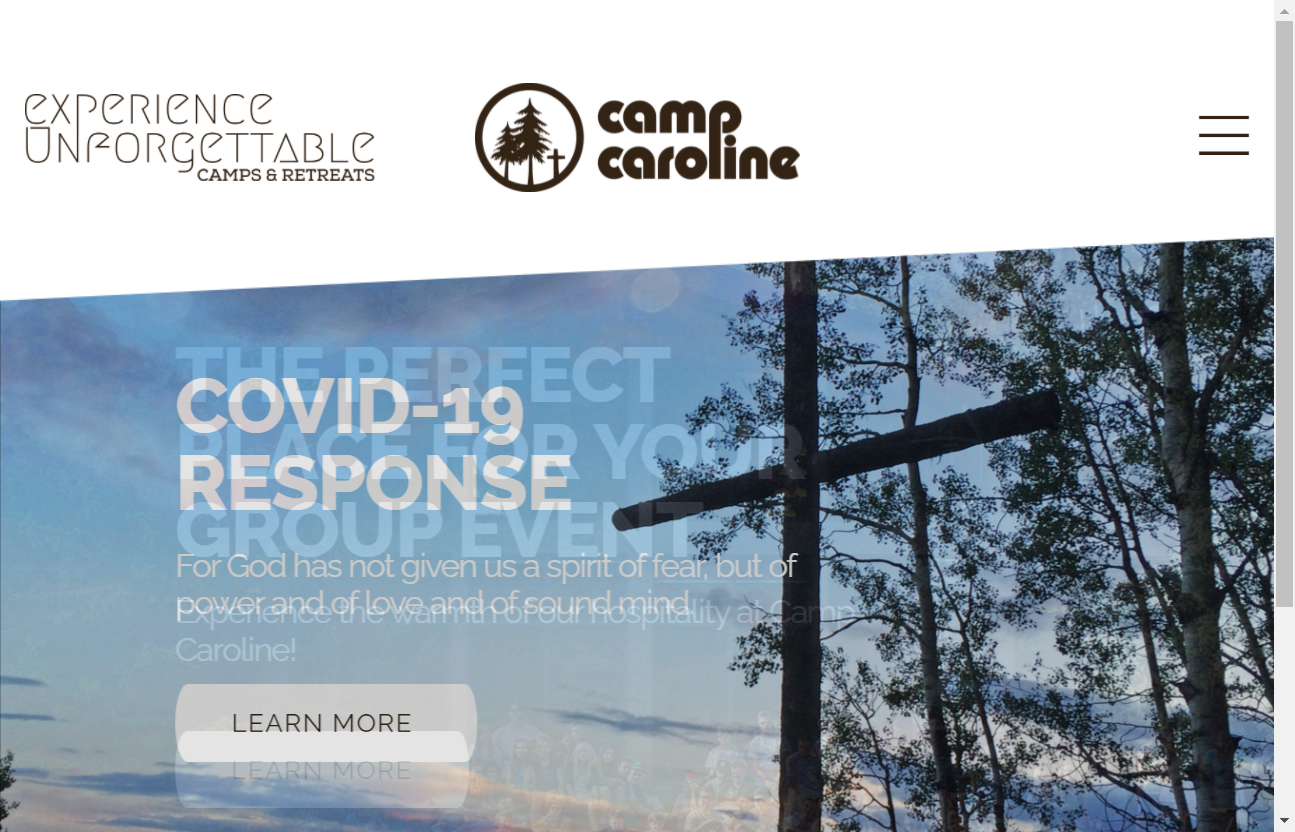 EXPERIENCE
UNFORGETTABLE
CAMPS & RETREATS
camp
caroline
THE PERFECT
PLACE FOR YOUR
GROUP EVENT
COVID-19
RESPONSE
For God has not given us a spirit of fear, but of
power and of love and of sound mind.
Experience the warmth of our hospitality at Camp
Caroline!
LEARN MORE
LEARN MORE